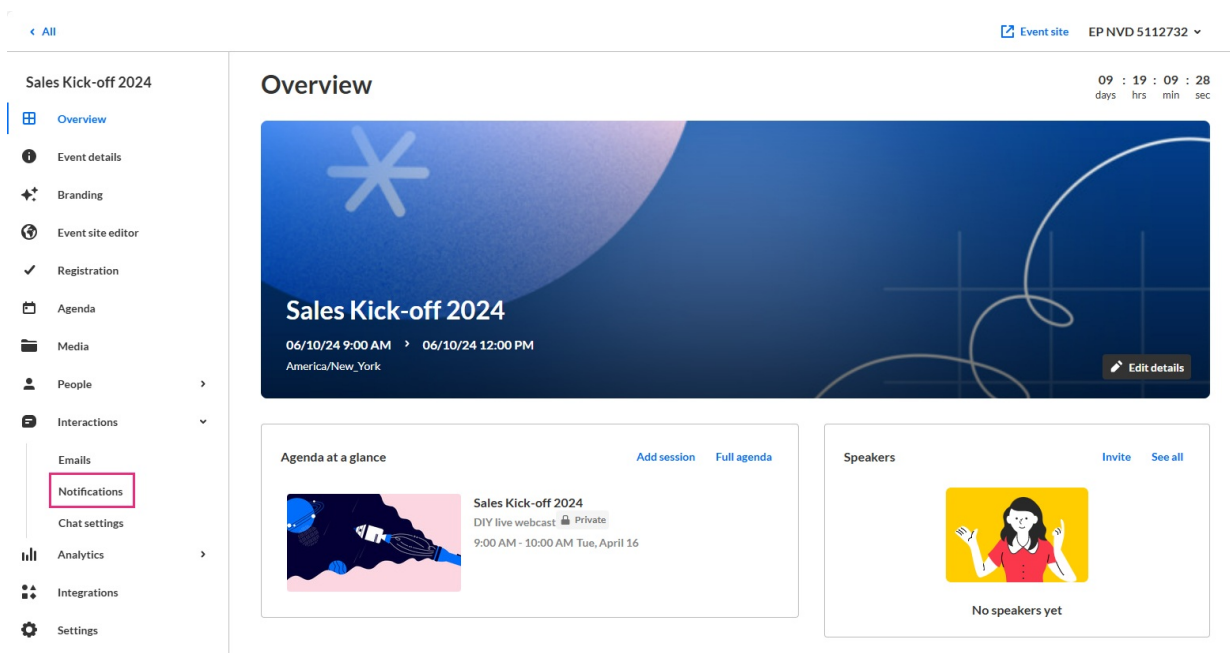 All
Event site
EP NVD 5112732
Sales Kick-off 2024
Overview
Event details
Branding
Event site editor
Registration
Agenda
Media
People
Interactions
Emails
Notifications
Chat settings
Analytics
Integrations
Settings
Overview
09 : 19 : 09 : 28
days hrs min sec
Sales Kick-off 2024
06/10/24 9:00 AM > 06/10/24 12:00 PM
America/New_York
Edit details
Agenda at a glance
Add session
Full agenda
Sales Kick-off 2024
DIY live webcast Private
9:00 AM - 10:00 AM Tue, April 16
Speakers
Invite
See all
No speakers yet